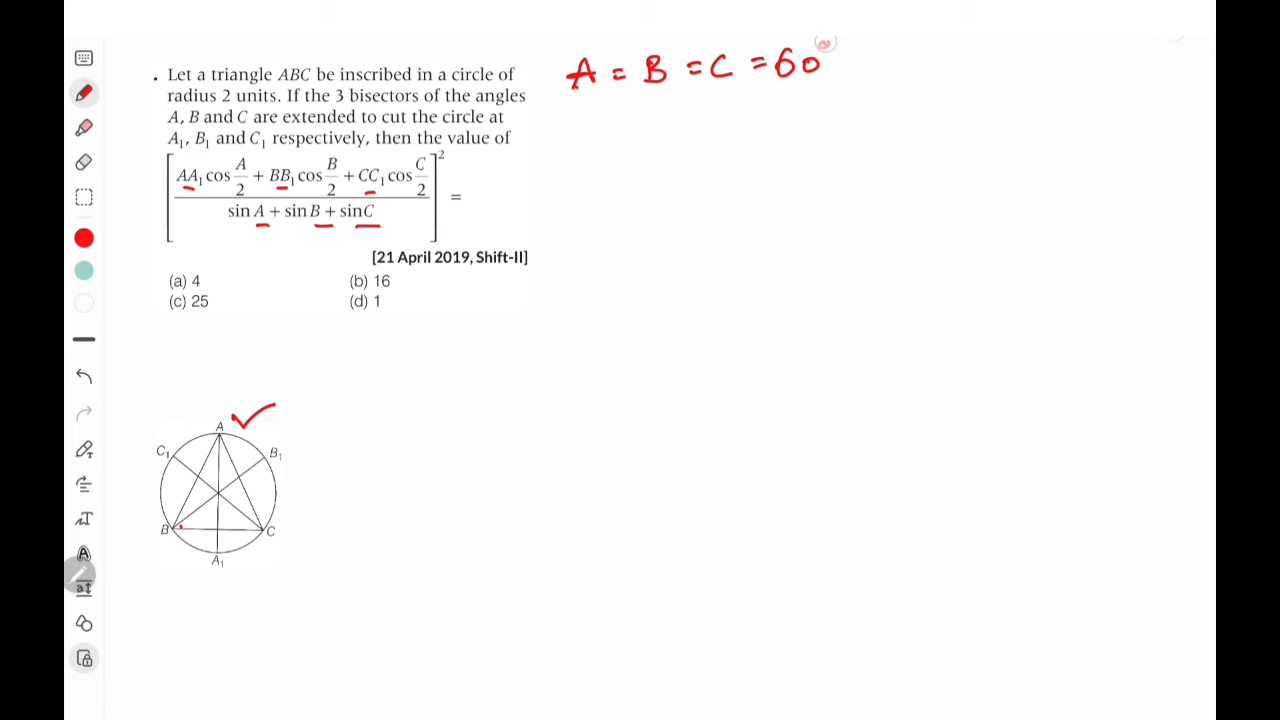 . Let a triangle ABC be inscribed in a circle of
radius 2 units. If the 3 bisectors of the angles
A, B and C are extended to cut the circle at
A₁, B₁ and C₁ respectively, then the value of
[ (AA₁ cos A/2 + BB₁ cos B/2 + CC₁ cos C/2) / (sin A + sin B + sin C) ]² =
[21 April 2019, Shift-II]
(a) 4 (b) 16
(c) 25 (d) 1
A = B = C = 60°
A
C₁ B₁
B C
A₁